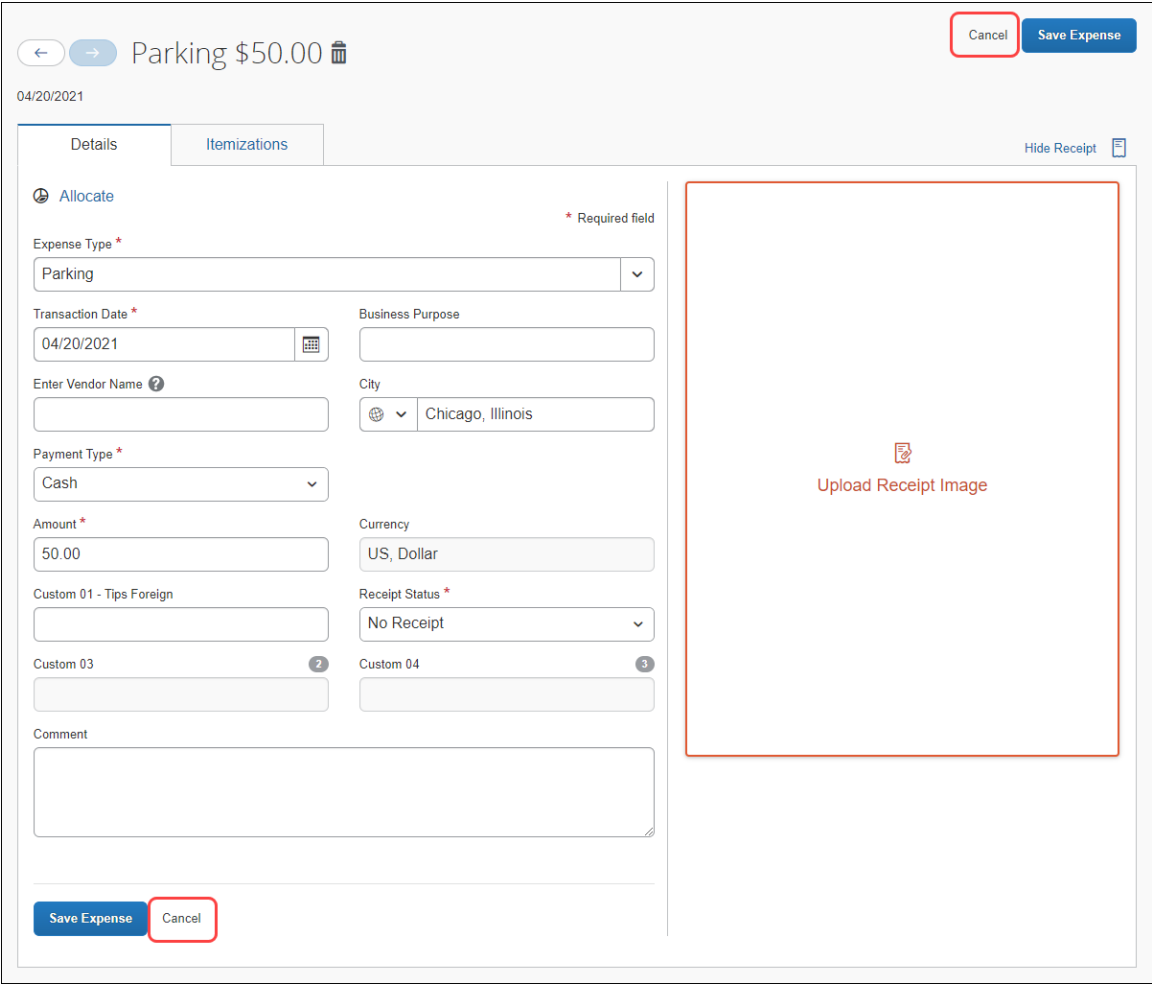 Cancel Save Expense
← → Parking $50.00
04/20/2021
Details Itemizations
Hide Receipt
Allocate
* Required field
Expense Type *
Parking
Transaction Date * Business Purpose
04/20/2021
Enter Vendor Name ? City
Chicago, Illinois
Payment Type *
Cash
Upload Receipt Image
Amount * Currency
50.00 US, Dollar
Custom 01 - Tips Foreign Receipt Status *
No Receipt
Custom 03 2 Custom 04 3
Comment
Save Expense Cancel